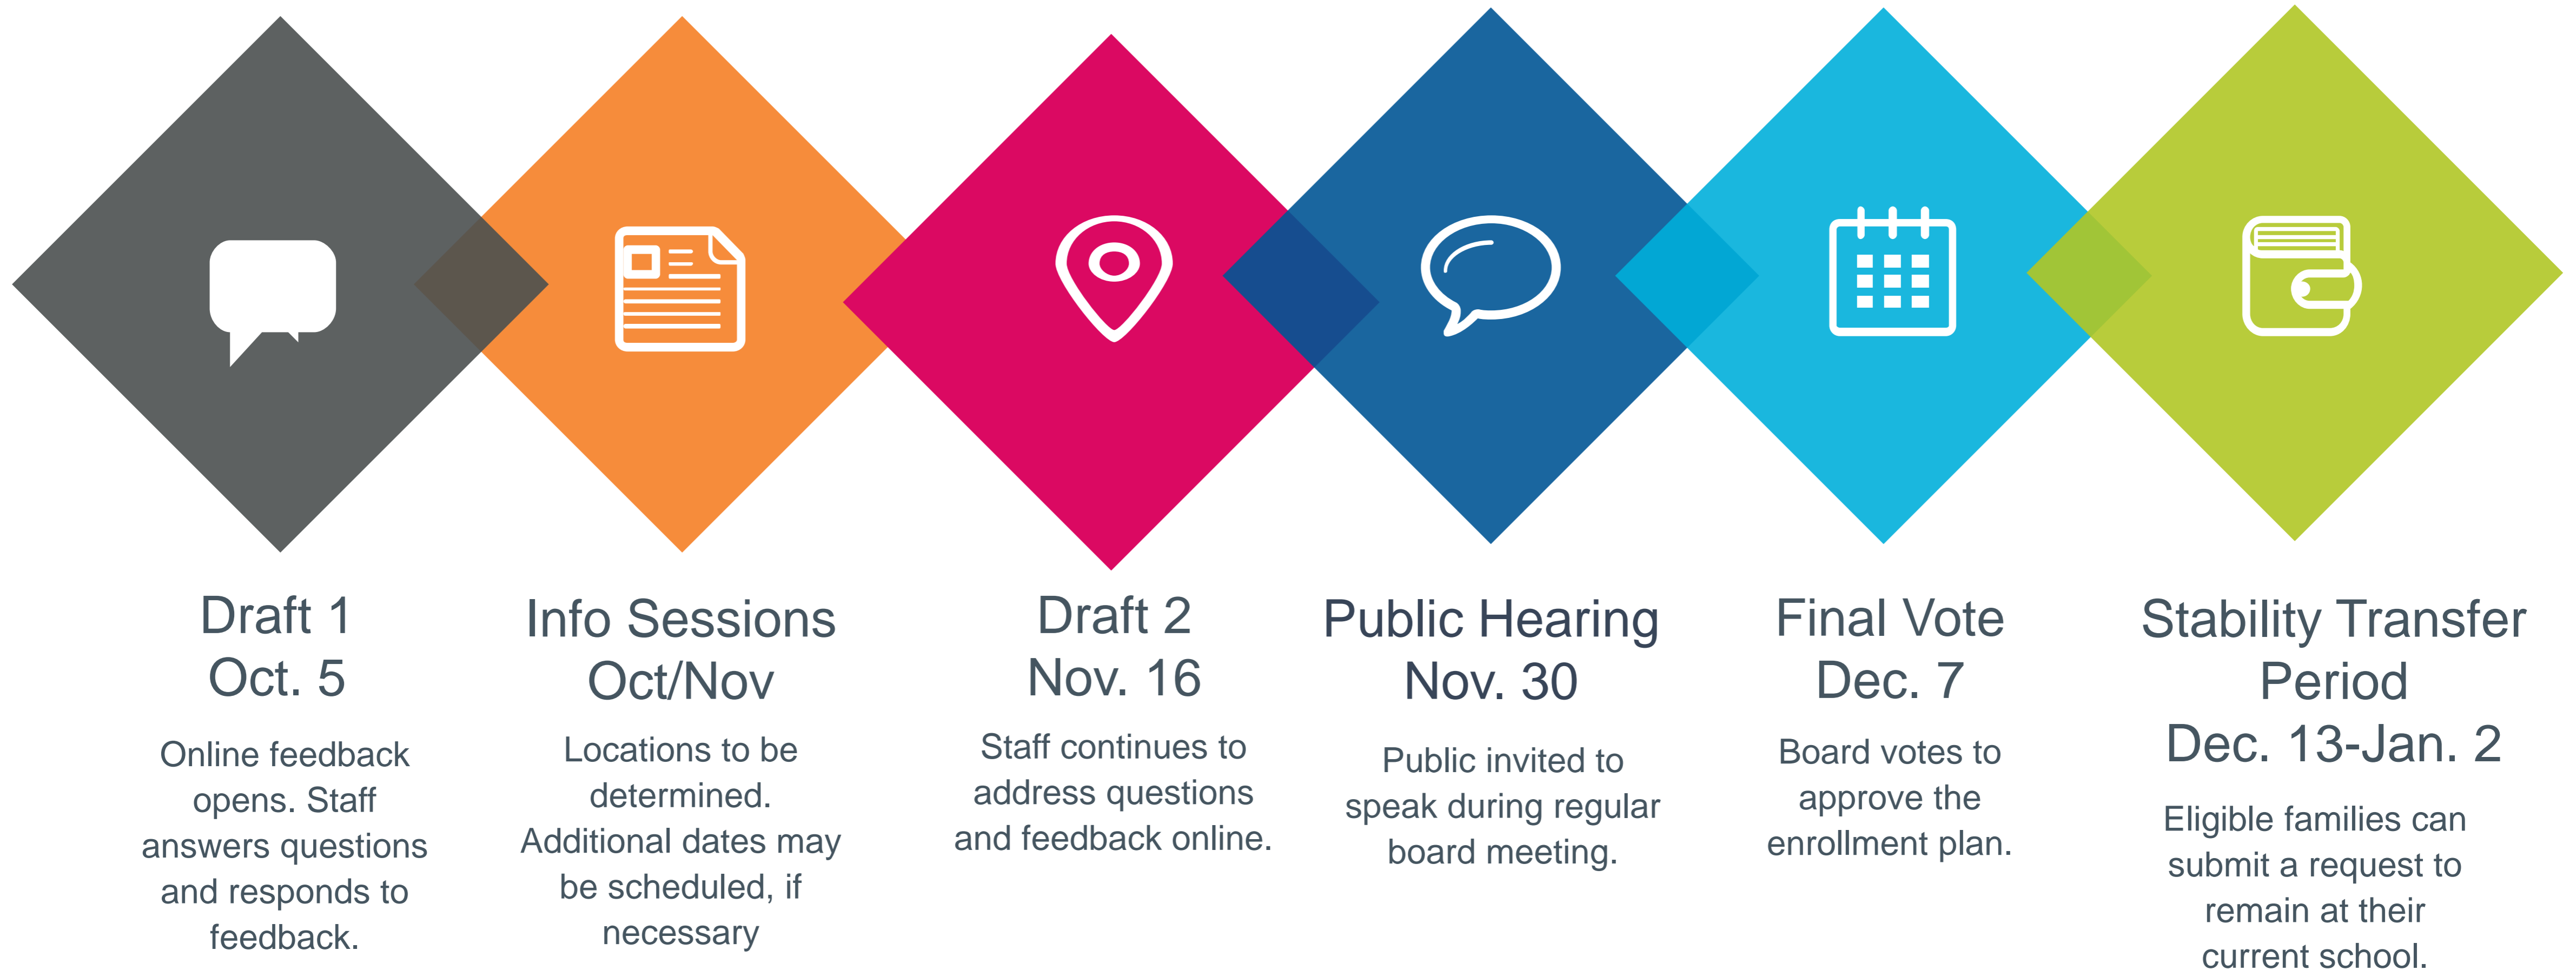 Draft 1
Oct. 5
Online feedback
opens. Staff
answers questions
and responds to
feedback.
Info Sessions
Oct/Nov
Locations to be
determined.
Additional dates may
be scheduled, if
necessary
Draft 2
Nov. 16
Staff continues to
address questions
and feedback online.
Public Hearing
Nov. 30
Public invited to
speak during regular
board meeting.
Final Vote
Dec. 7
Board votes to
approve the
enrollment plan.
Stability Transfer
Period
Dec. 13-Jan. 2
Eligible families can
submit a request to
remain at their
current school.